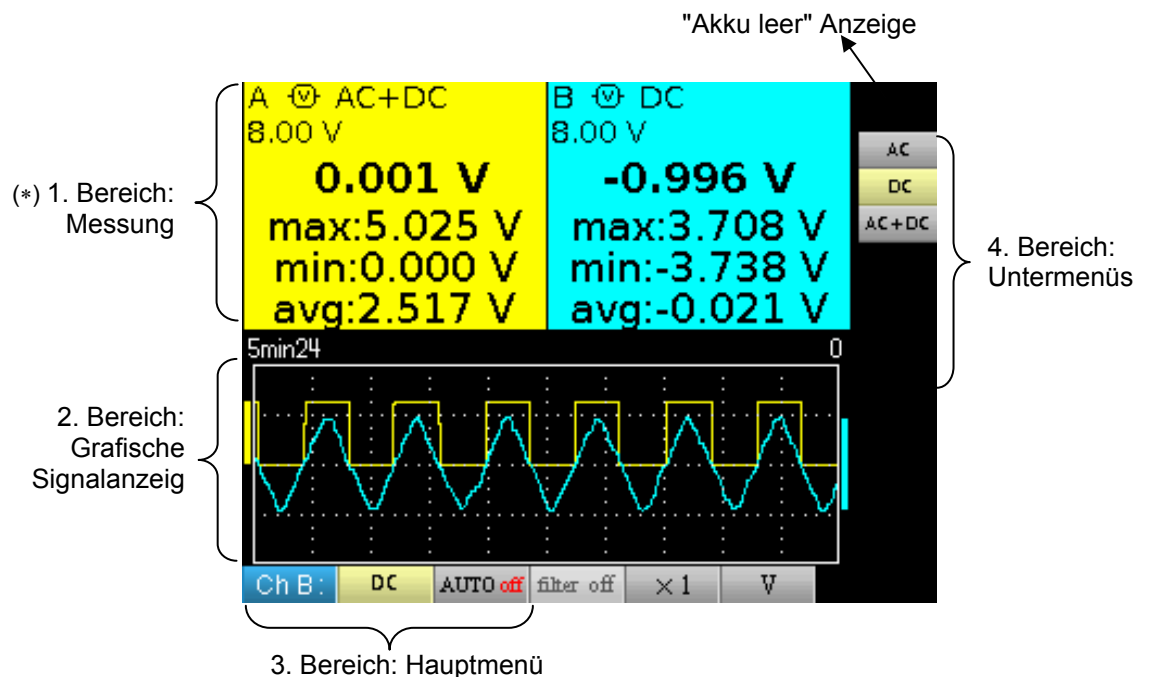 "Akku leer" Anzeige
A V AC+DC
8.00 V
0.001 V
max:5.025 V
min:0.000 V
avg:2.517 V
B V DC
8.00 V
-0.996 V
max:3.708 V
min:-3.738 V
avg:-0.021 V
AC
DC
AC+DC
(*) 1. Bereich:
Messung
4. Bereich:
Untermenüs
5min24 0
2. Bereich:
Grafische
Signalanzeig
Ch B: DC AUTO off filter off ×1 V
3. Bereich: Hauptmenü